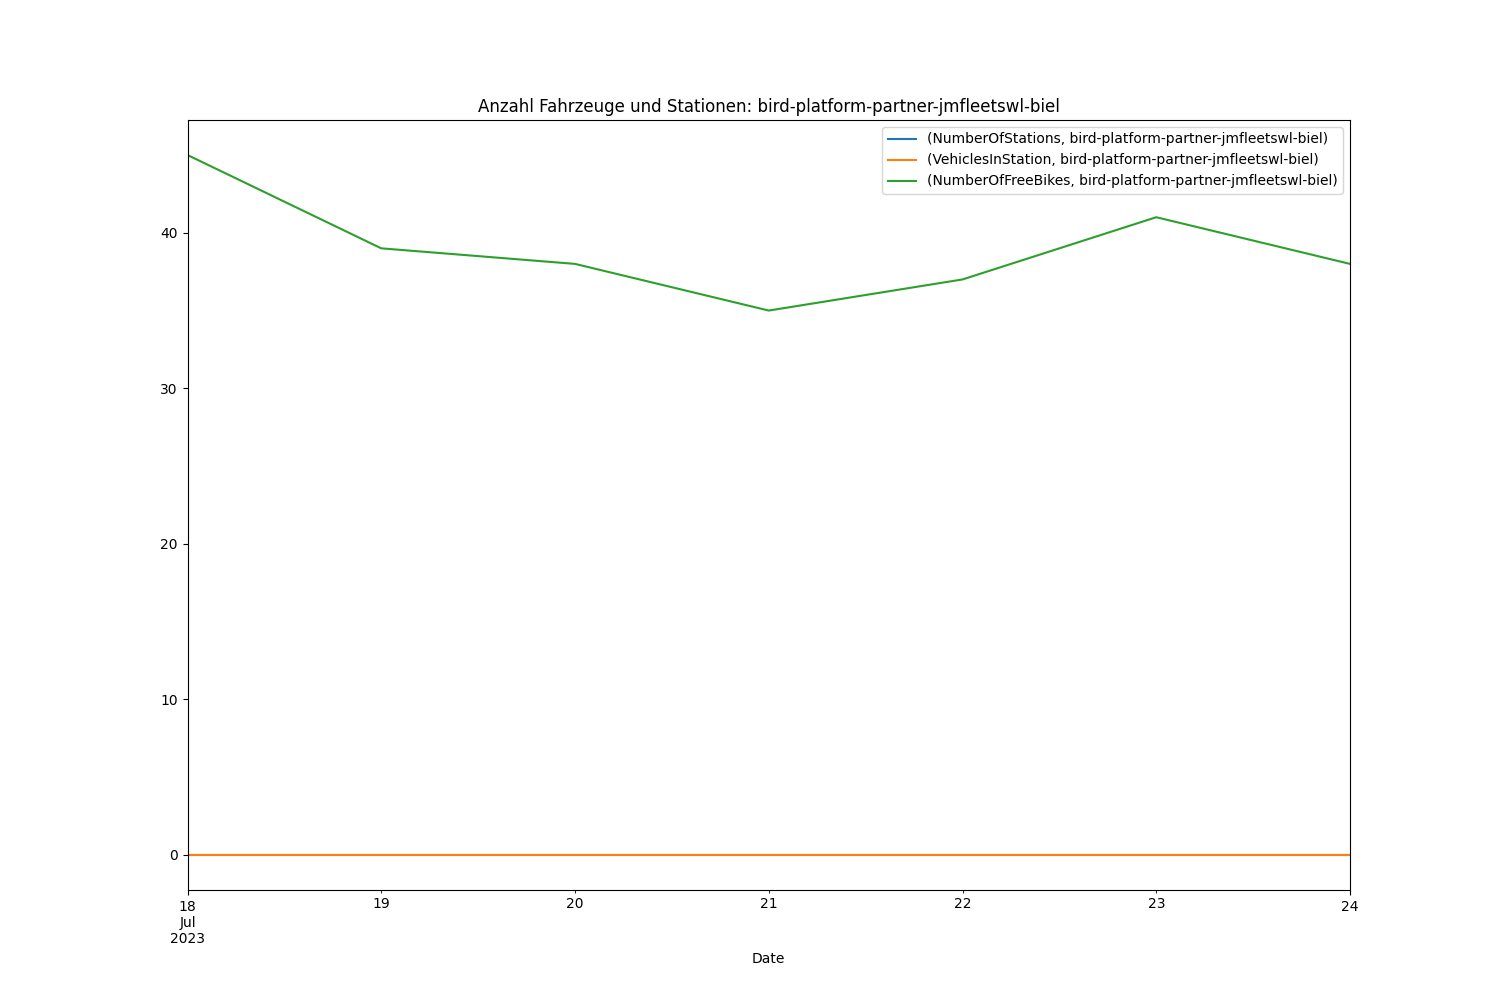 Anzahl Fahrzeuge und Stationen: bird-platform-partner-jmfleetswl-biel
(NumberOfStations, bird-platform-partner-jmfleetswl-biel)
(VehiclesInStation, bird-platform-partner-jmfleetswl-biel)
(NumberOfFreeBikes, bird-platform-partner-jmfleetswl-biel)
40
30
20
10
0
18 19 20 21 22 23 24
Jul
2023
Date